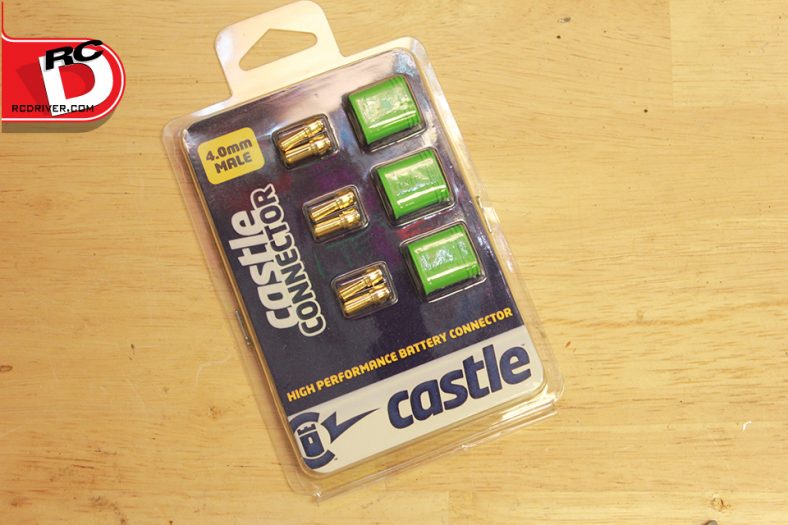 RC
D
RCDRIVER.COM
4.0mm
MALE
castle
CONNECTOR
HIGH PERFORMANCE BATTERY CONNECTOR
castle